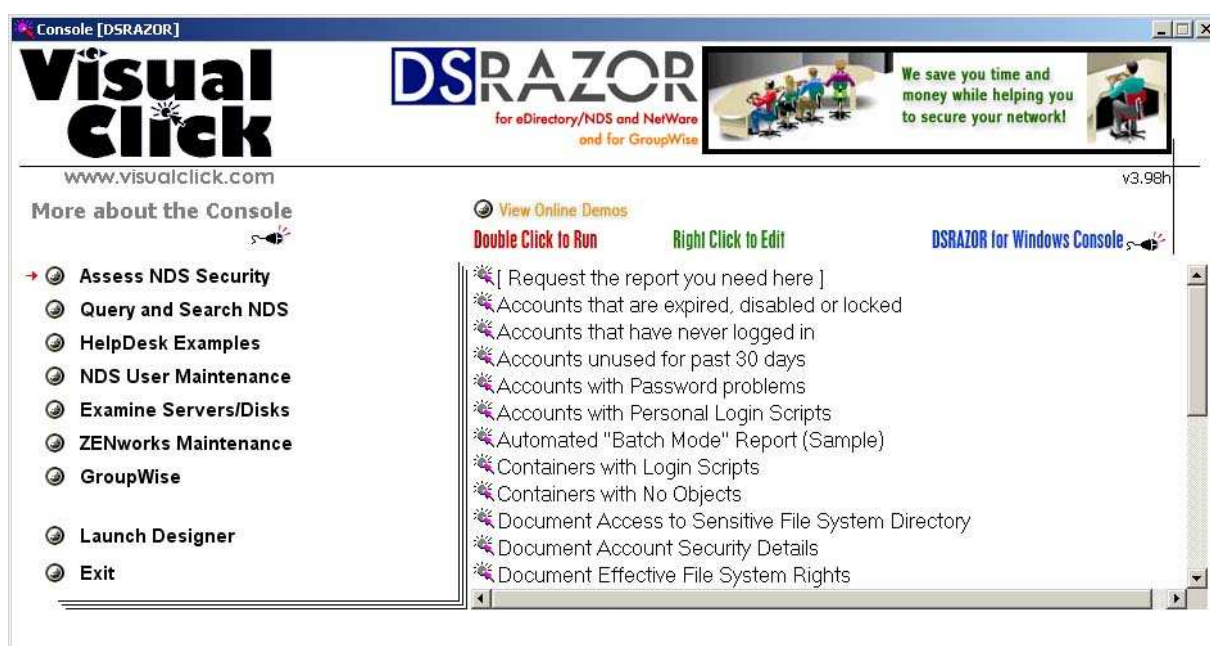 Console [DSRAZOR]
Visual
Click
www.visualclick.com
DSRAZOR
for eDirectory/NDS and NetWare
and for GroupWise
We save you time and
money while helping you
to secure your network!
v3.98h
More about the Console
View Online Demos
Double Click to Run
Right Click to Edit
DSRAZOR for Windows Console
Assess NDS Security
Query and Search NDS
HelpDesk Examples
NDS User Maintenance
Examine Servers/Disks
ZENworks Maintenance
GroupWise
Launch Designer
Exit
[ Request the report you need here ]
Accounts that are expired, disabled or locked
Accounts that have never logged in
Accounts unused for past 30 days
Accounts with Password problems
Accounts with Personal Login Scripts
Automated "Batch Mode" Report (Sample)
Containers with Login Scripts
Containers with No Objects
Document Access to Sensitive File System Directory
Document Account Security Details
Document Effective File System Rights